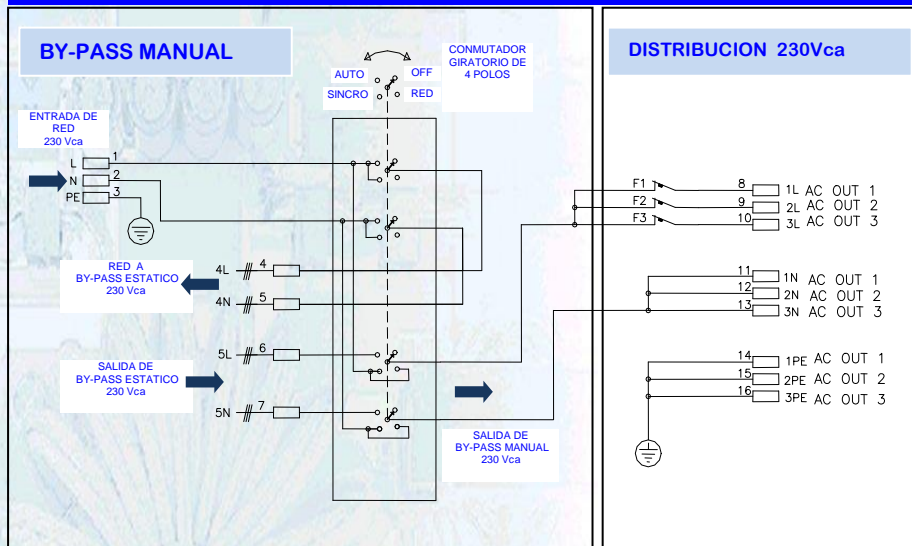 BY-PASS MANUAL
CONMUTADOR
GIRATORIO DE
4 POLOS
AUTO
OFF
SINCRO
RED
ENTRADA DE
RED
230 Vca
L 1
N 2
PE 3
RED A
BY-PASS ESTATICO
230 Vca
4L 4
4N 5
SALIDA DE
BY-PASS ESTATICO
230 Vca
5L 6
5N 7
SALIDA DE
BY-PASS MANUAL
230 Vca
DISTRIBUCION 230Vca
F1 8 1L AC OUT 1
F2 9 2L AC OUT 2
F3 10 3L AC OUT 3
11 1N AC OUT 1
12 2N AC OUT 2
13 3N AC OUT 3
14 1PE AC OUT 1
15 2PE AC OUT 2
16 3PE AC OUT 3